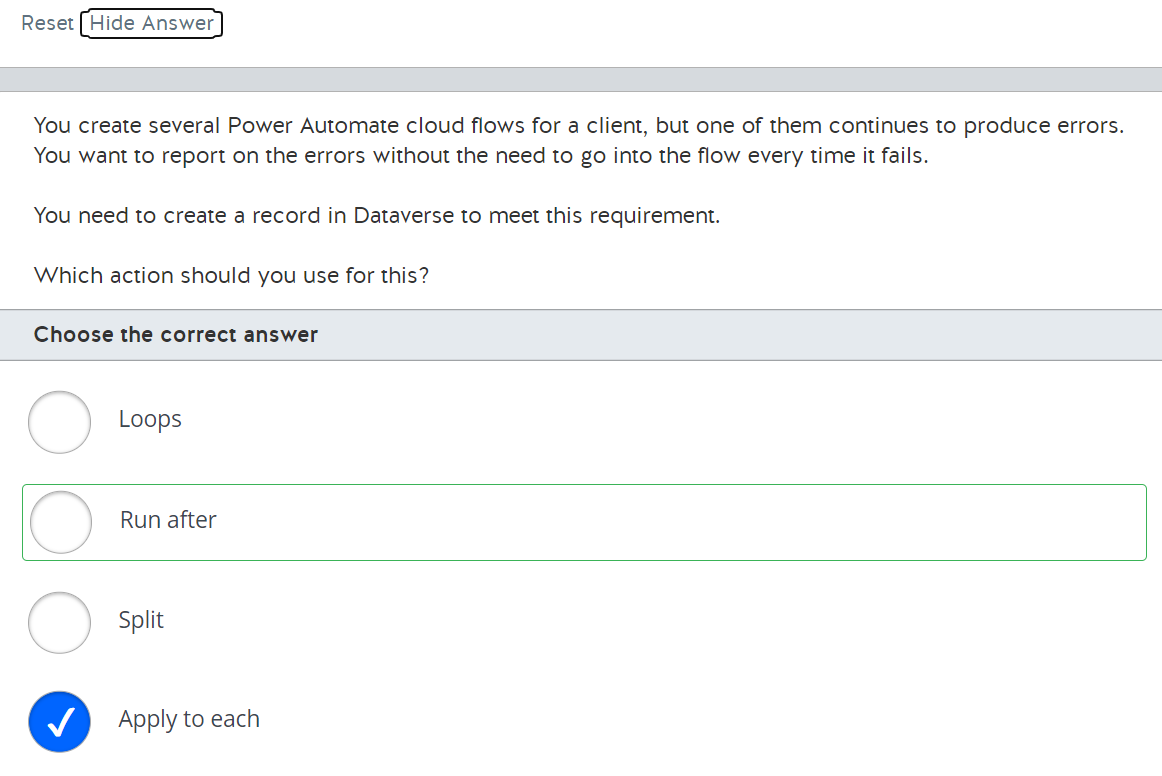 Reset Hide Answer
You create several Power Automate cloud flows for a client, but one of them continues to produce errors.
You want to report on the errors without the need to go into the flow every time it fails.
You need to create a record in Dataverse to meet this requirement.
Which action should you use for this?
Choose the correct answer
Loops
Run after
Split
Apply to each